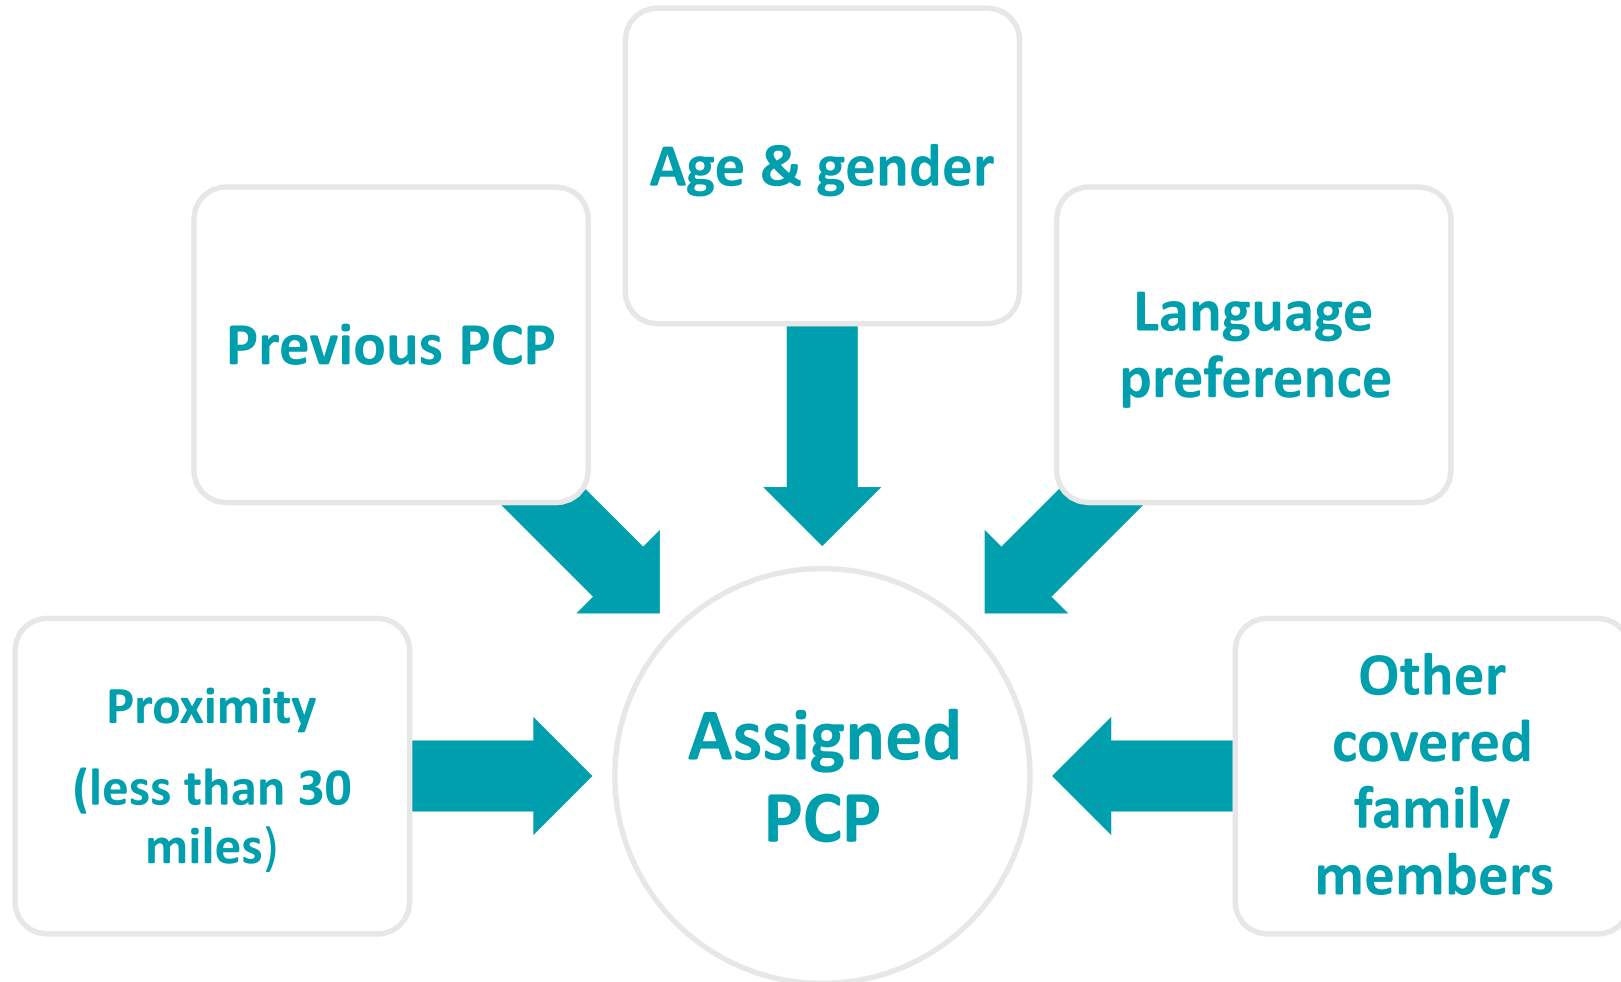 Age & gender
Previous PCP
Language
preference
Proximity
(less than 30
miles)
Assigned
PCP
Other
covered
family
members